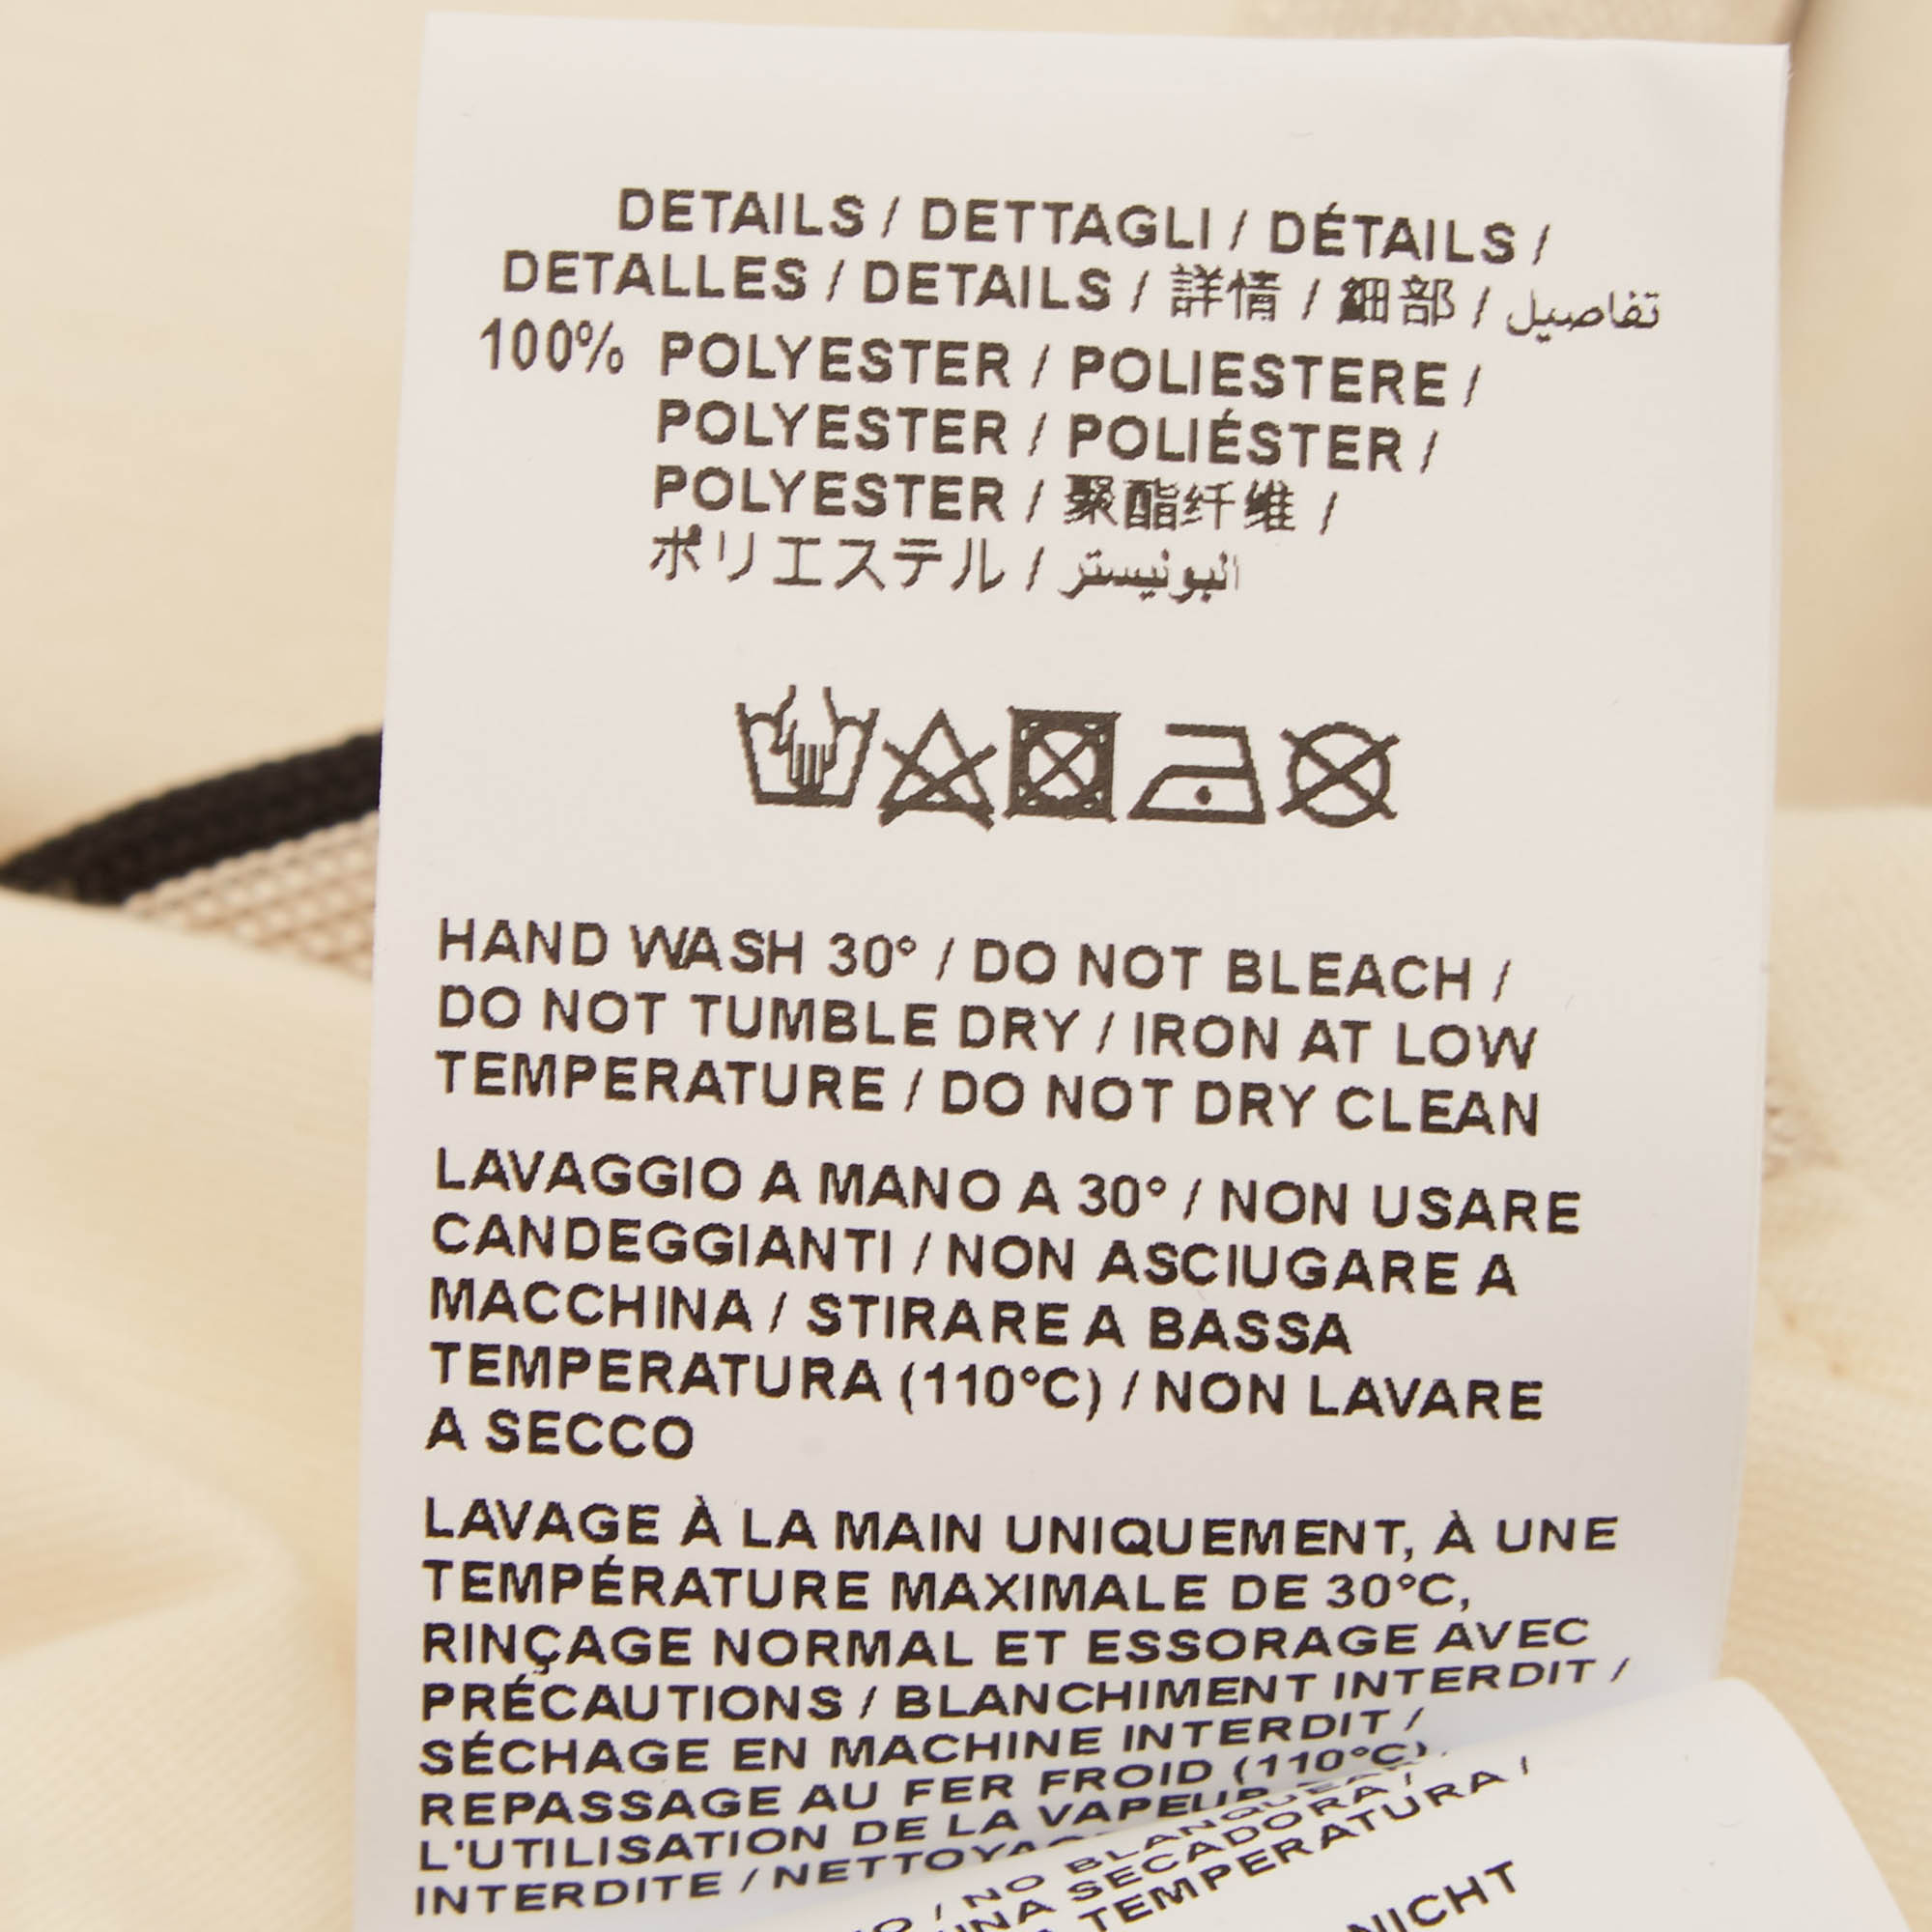 DETAILS / DETTAGLI / DÉTAILS /
DETALLES / DETAILS / 詳情 / 細部 / تفاصيل
100% POLYESTER / POLIESTERE /
POLYESTER / POLIÉSTER /
POLYESTER / 聚酯纤维 /
ポリエステル / البونيستر
HAND WASH 30° / DO NOT BLEACH /
DO NOT TUMBLE DRY / IRON AT LOW
TEMPERATURE / DO NOT DRY CLEAN
LAVAGGIO A MANO A 30° / NON USARE
CANDEGGIANTI / NON ASCIUGARE A
MACCHINA / STIRARE A BASSA
TEMPERATURA (110°C) / NON LAVARE
A SECCO
LAVAGE À LA MAIN UNIQUEMENT, À UNE
TEMPÉRATURE MAXIMALE DE 30°C,
RINÇAGE NORMAL ET ESSORAGE AVEC
PRÉCAUTIONS / BLANCHIMENT INTERDIT /
SÉCHAGE EN MACHINE INTERDIT /
REPASSAGE AU FER FROID (110°C),
L'UTILISATION DE LA VAPEUR
INTERDITE /
/ NO
SECADORA /
TEMPERATURA /
NICHT